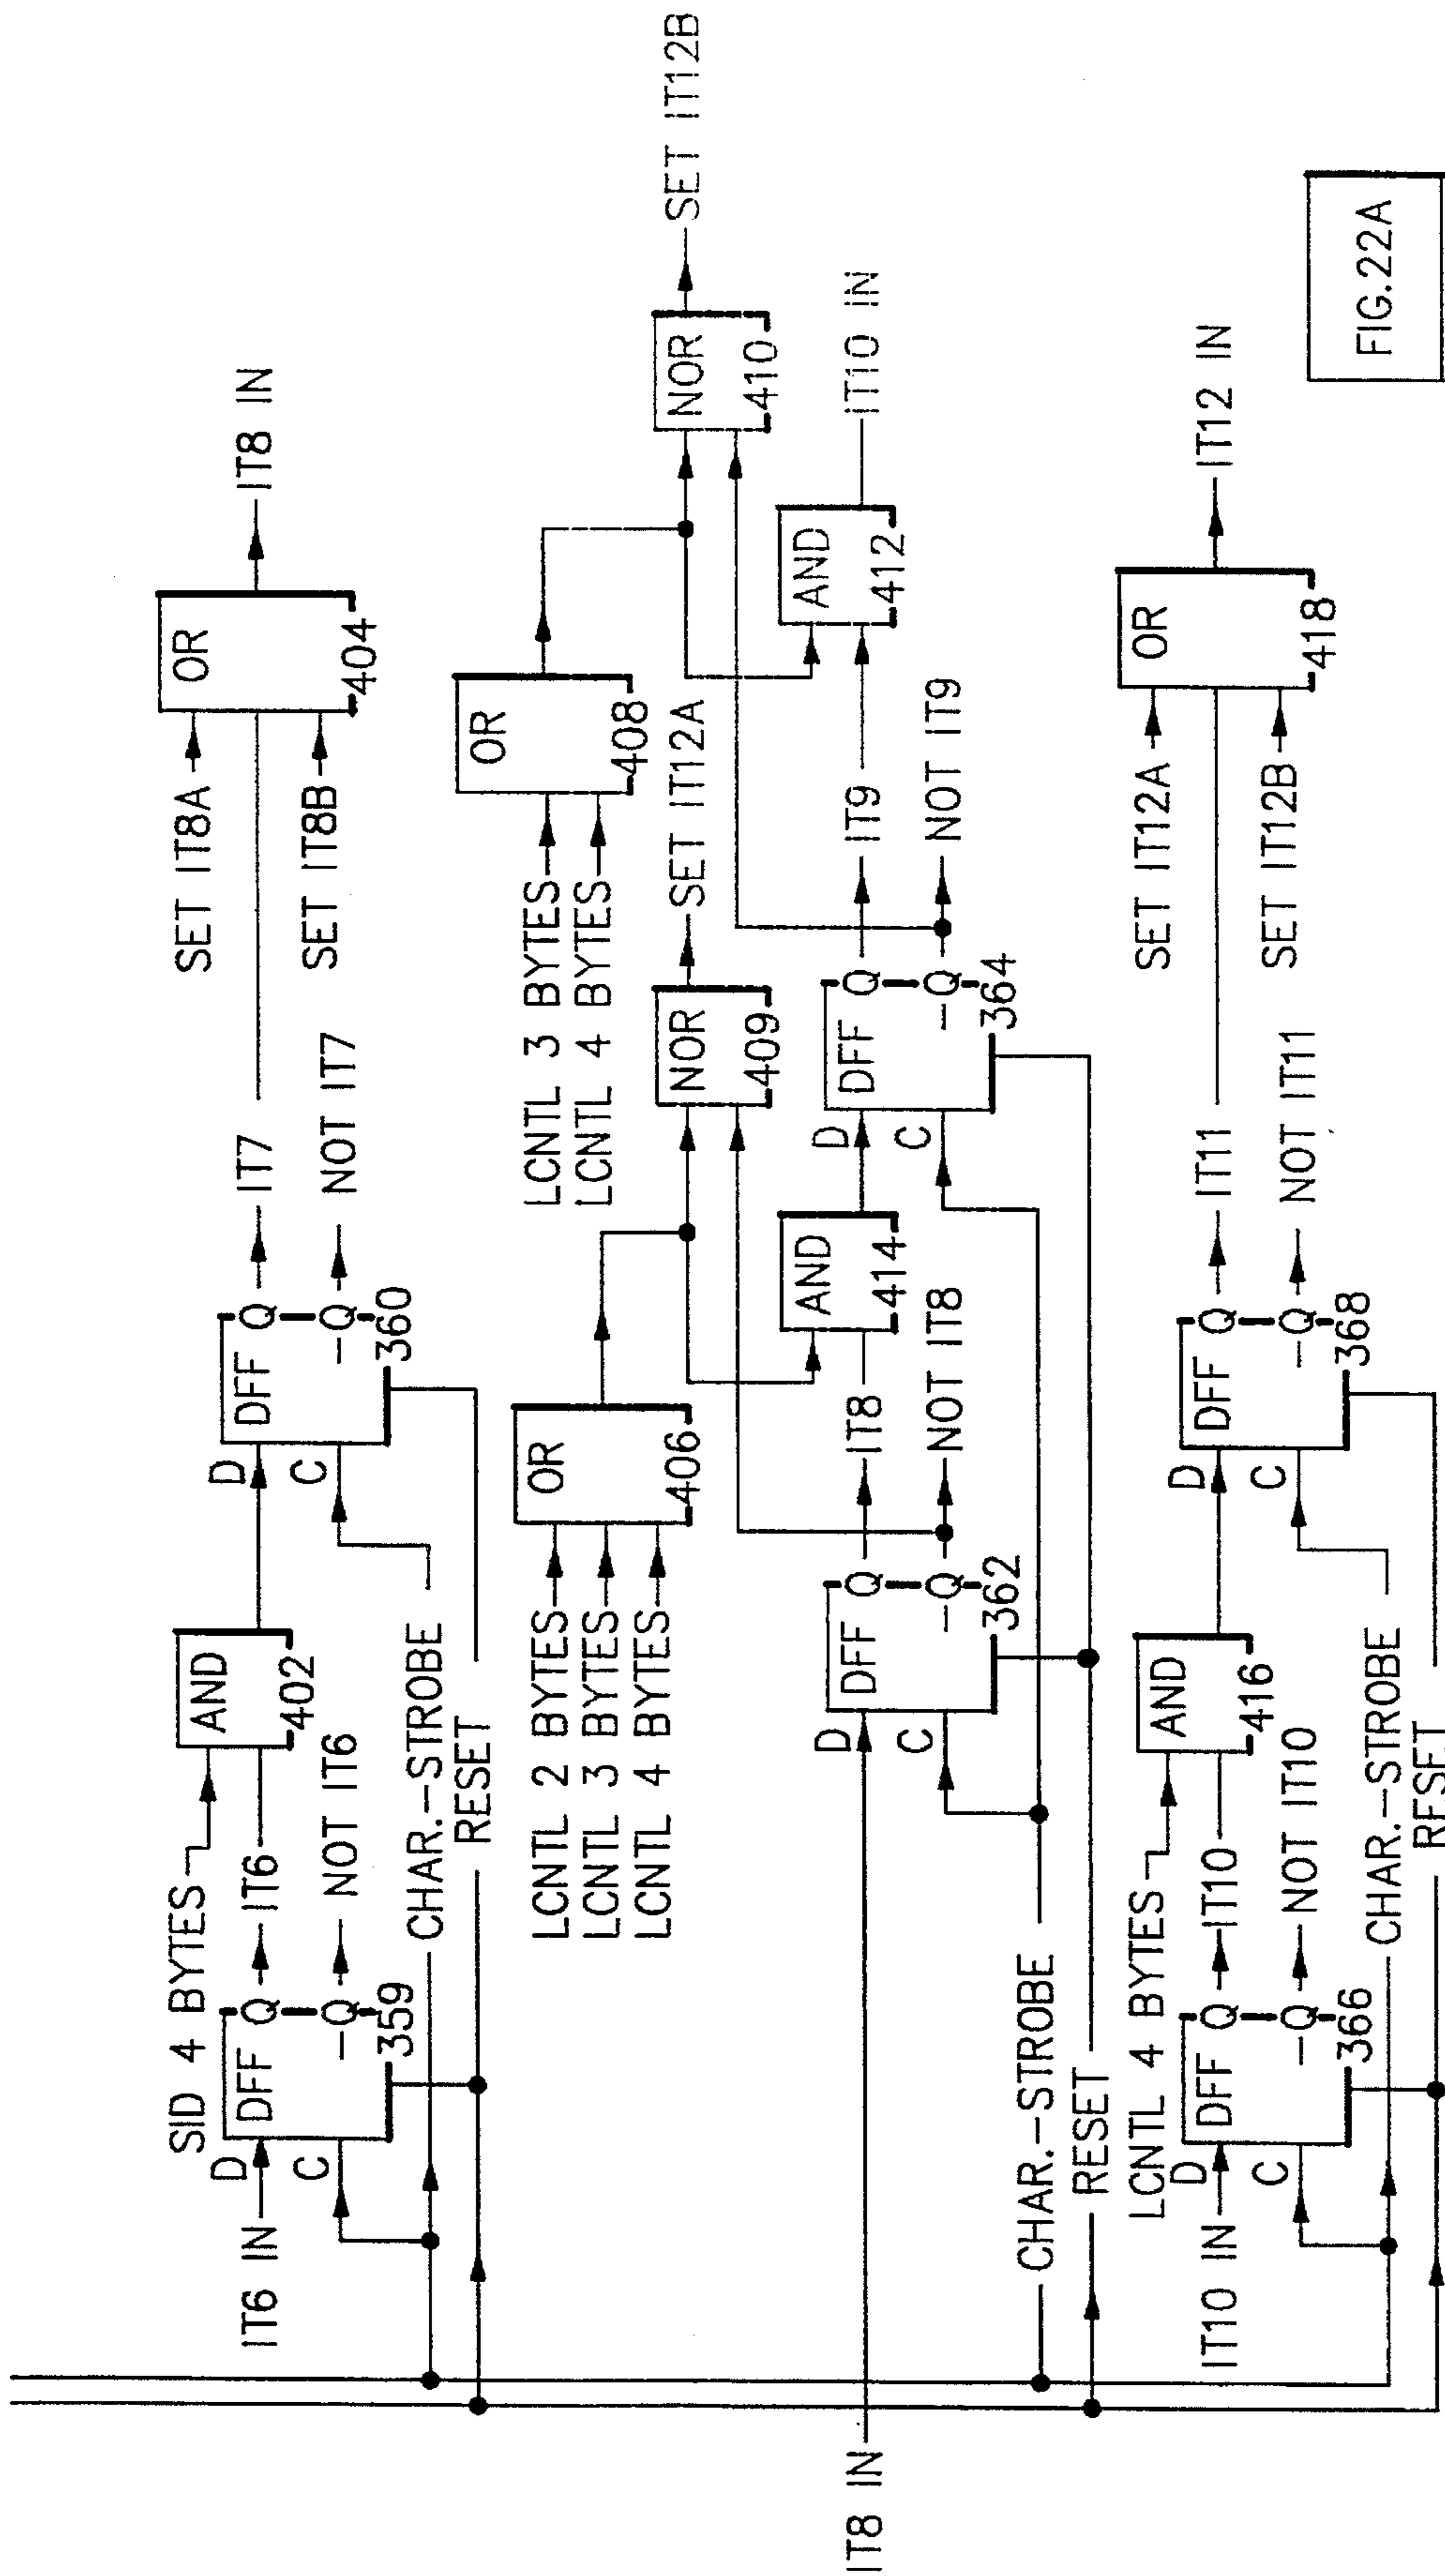 IT6 IN
D
C
DFF
Q
-Q
359
SID 4 BYTES
IT6
NOT IT6
AND
402
D
C
DFF
Q
-Q
360
IT7
NOT IT7
SET IT8A
SET IT8B
OR
404
IT8 IN
CHAR.-STROBE
RESET
LCNTL 2 BYTES
LCNTL 3 BYTES
LCNTL 4 BYTES
OR
406
LCNTL 3 BYTES
LCNTL 4 BYTES
OR
408
NOR
409
SET IT12A
NOR
410
SET IT12B
IT8 IN
D
C
DFF
Q
-Q
362
IT8
NOT IT8
AND
414
D
C
DFF
Q
-Q
364
IT9
NOT IT9
AND
412
IT10 IN
CHAR.-STROBE
RESET
IT10 IN
D
C
DFF
Q
-Q
366
LCNTL 4 BYTES
IT10
NOT IT10
AND
416
D
C
DFF
Q
-Q
368
IT11
NOT IT11
SET IT12A
SET IT12B
OR
418
IT12 IN
CHAR.-STROBE
RESET
FIG.22A